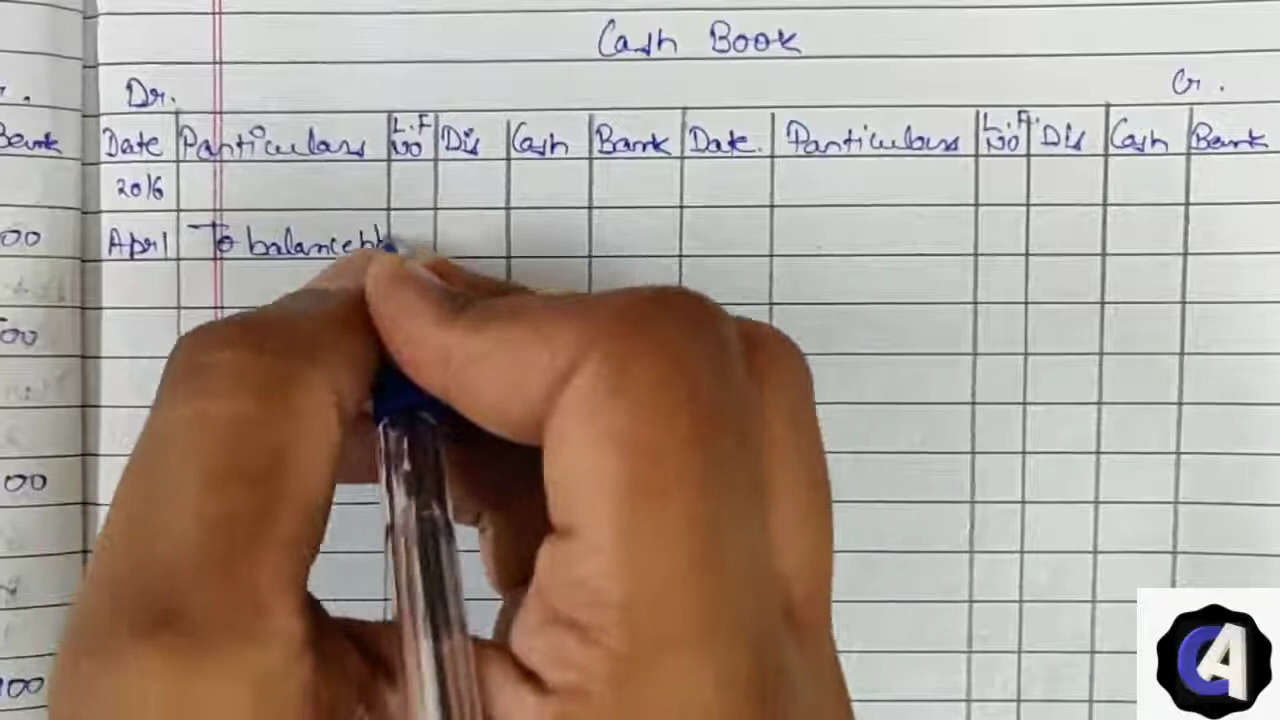 Cash Book
Dr. Cr.
Bank Date Particulars L.F No Dis Cash Bank Date. Particulars L.F. No Dis Cash Bank
2016
00 April To balance b
00
00
00
CA